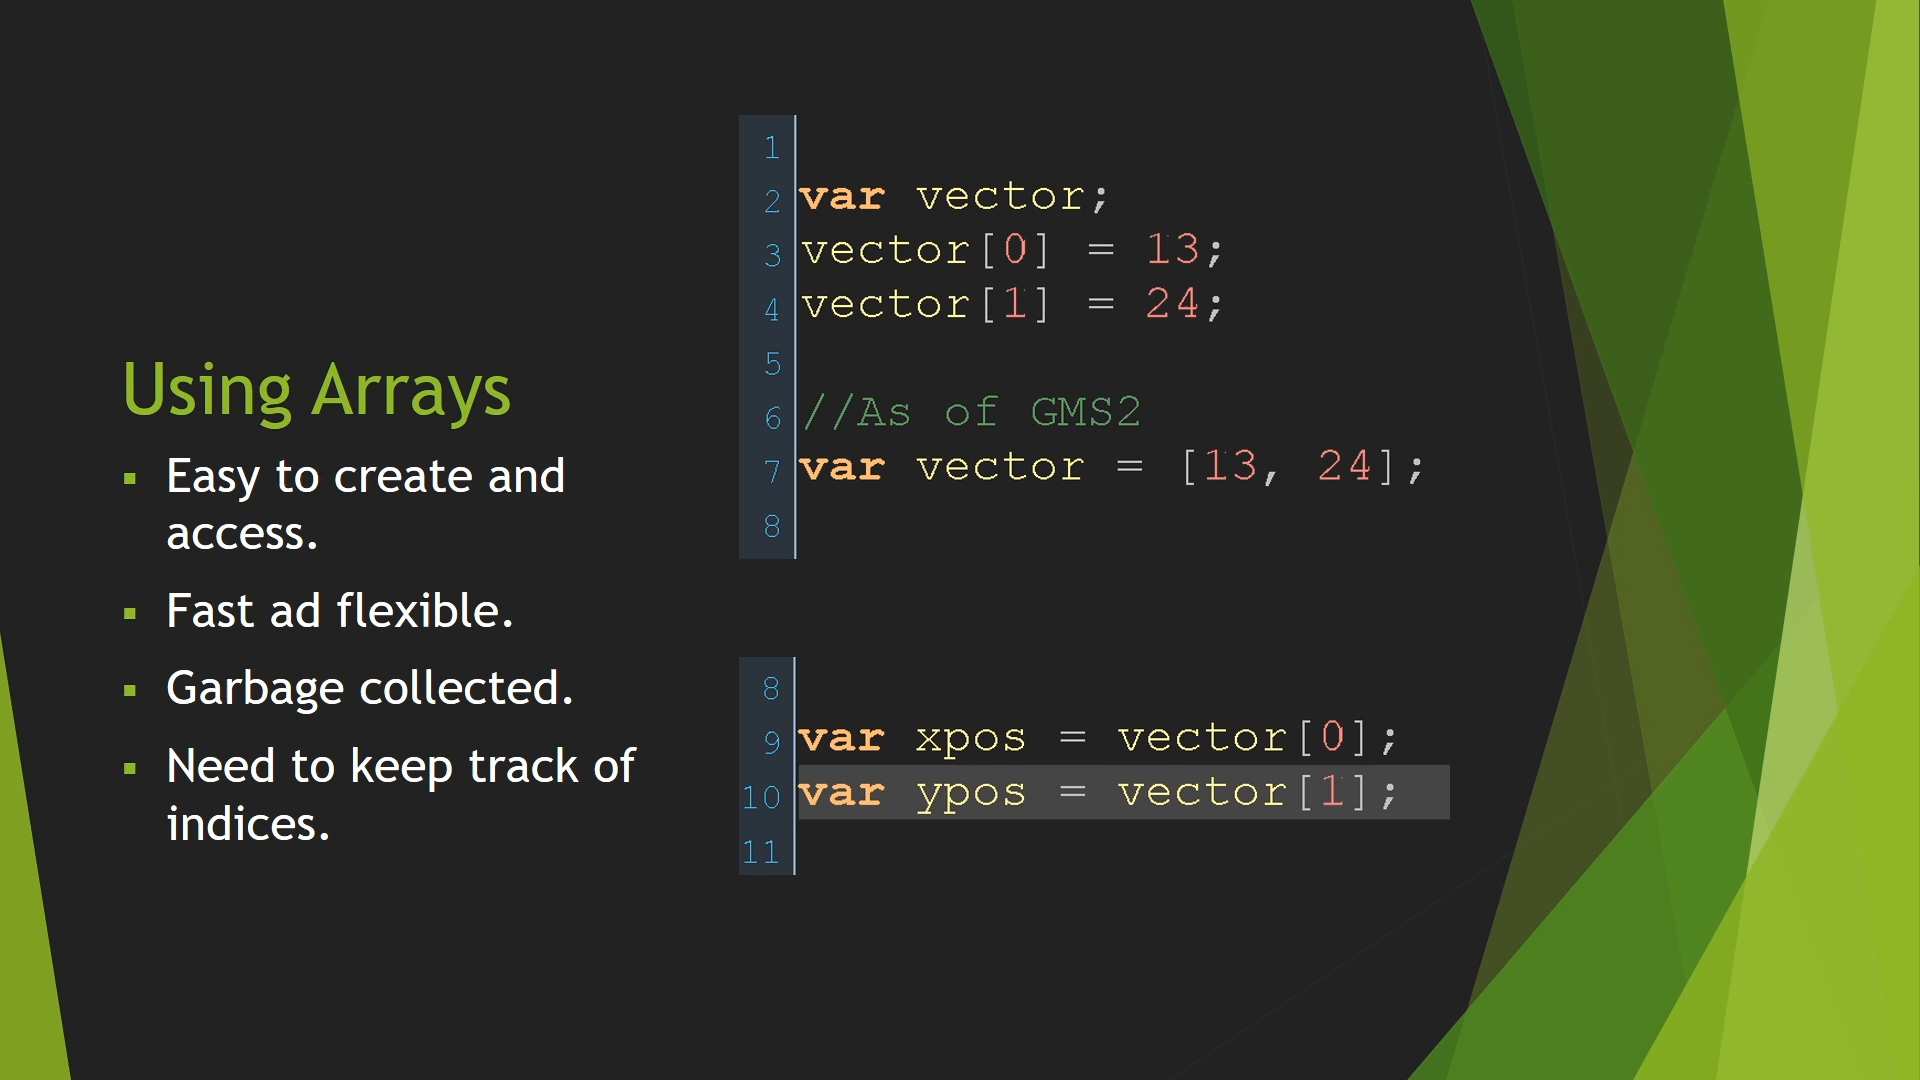 Using Arrays
Easy to create and
access.
Fast ad flexible.
Garbage collected.
Need to keep track of
indices.
1
2 var vector;
3 vector[0] = 13;
4 vector[1] = 24;
5
6 //As of GMS2
7 var vector = [13, 24];
8
8
9 var xpos = vector[0];
10 var ypos = vector[1];
11